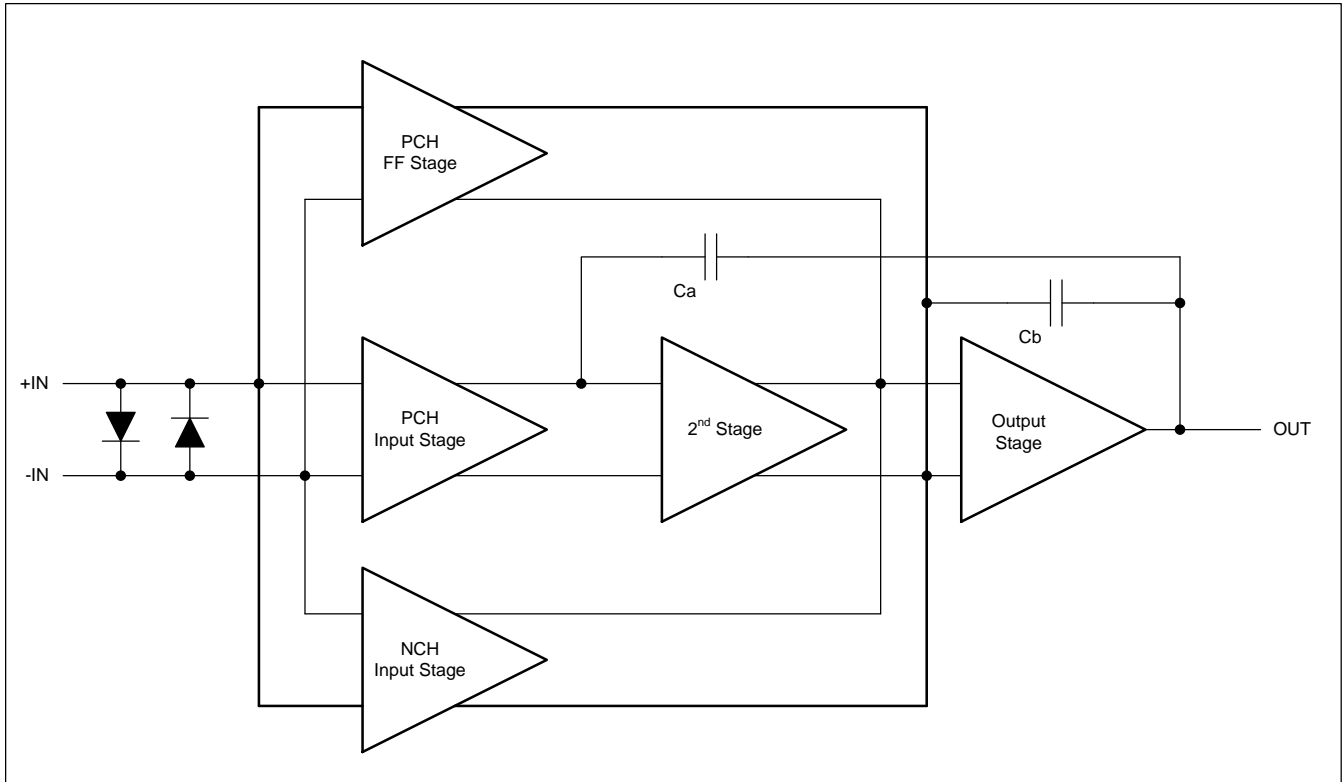 PCH
FF Stage
Ca
Cb
+IN
-IN
PCH
Input Stage
2nd Stage
Output
Stage
OUT
NCH
Input Stage